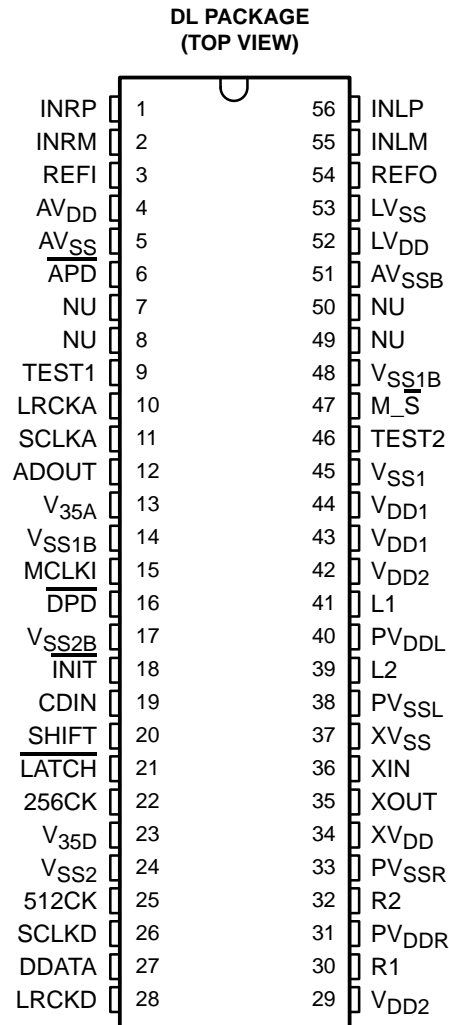 DL PACKAGE
(TOP VIEW)
INRP 1 56 INLP
INRM 2 55 INLM
REFI 3 54 REFO
AVDD 4 53 LVSS
AVSS 5 52 LVDD
A̅P̅D̅ 6 51 AVSSB
NU 7 50 NU
NU 8 49 NU
TEST1 9 48 VSS1B
LRCKA 10 47 M_S̅
SCLKA 11 46 TEST2
ADOUT 12 45 VSS1
V35A 13 44 VDD1
VSS1B 14 43 VDD1
MCLKI 15 42 VDD2
D̅P̅D̅ 16 41 L1
VSS2B 17 40 PVDDL
I̅N̅I̅T̅ 18 39 L2
CDIN 19 38 PVSSL
SHIFT 20 37 XVSS
L̅A̅T̅C̅H̅ 21 36 XIN
256CK 22 35 XOUT
V35D 23 34 XVDD
VSS2 24 33 PVSSR
512CK 25 32 R2
SCLKD 26 31 PVDDR
DDATA 27 30 R1
LRCKD 28 29 VDD2